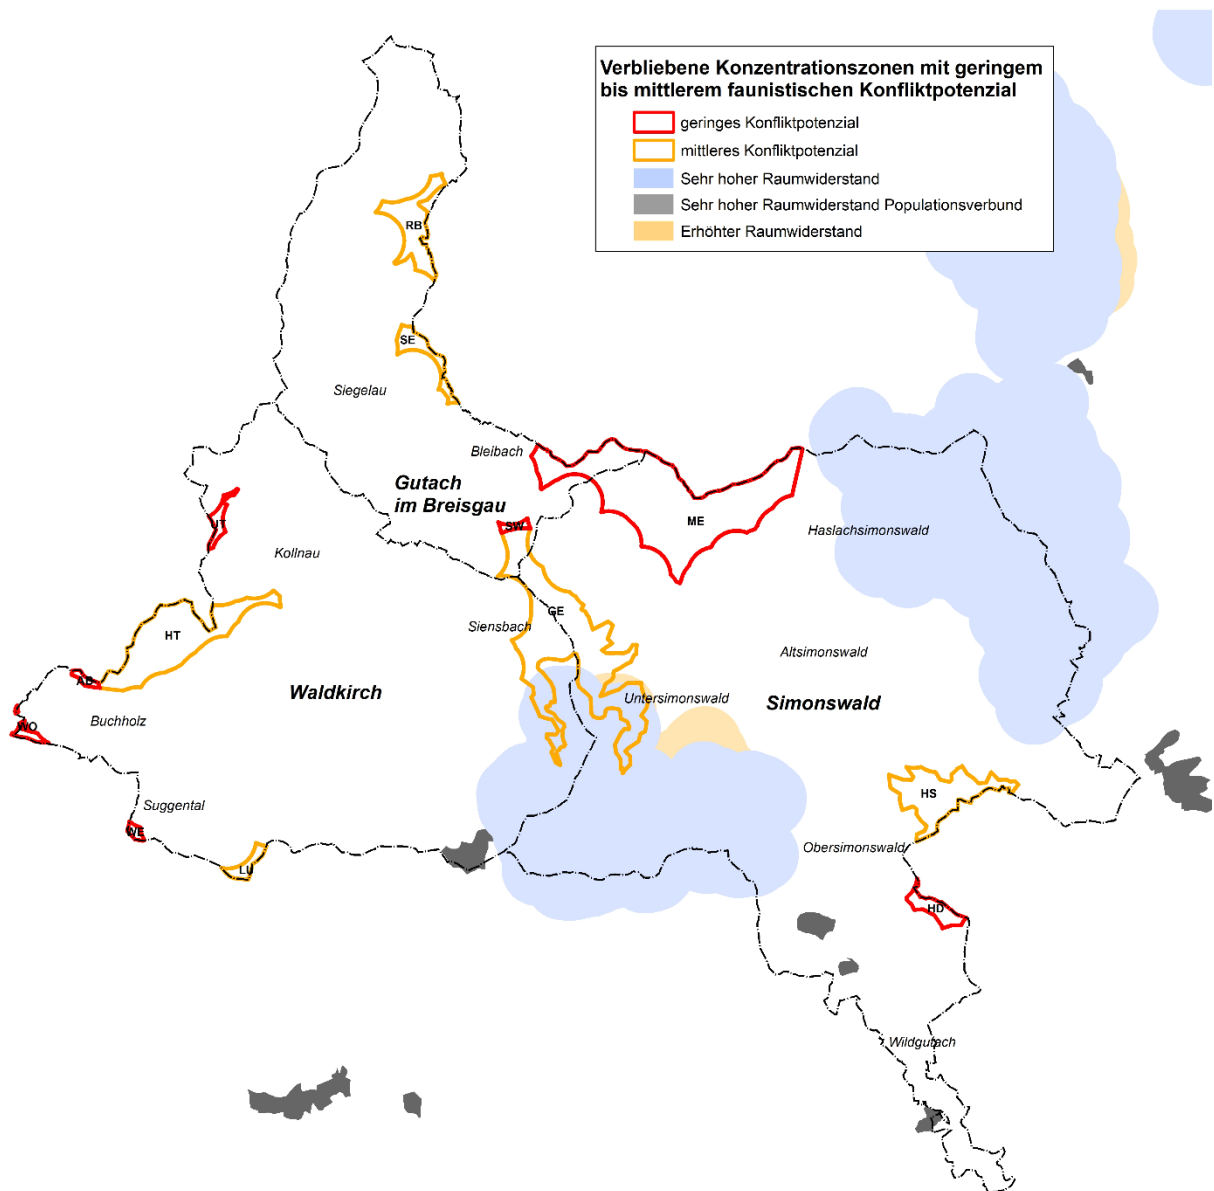 Verbliebene Konzentrationszonen mit geringem
bis mittlerem faunistischen Konfliktpotenzial
geringes Konfliktpotenzial
mittleres Konfliktpotenzial
Sehr hoher Raumwiderstand
Sehr hoher Raumwiderstand Populationsverbund
Erhöhter Raumwiderstand
RB
SE
Siegelau
Bleibach
Gutach
im Breisgau
SW
ME
UT
Haslachsimonswald
Kollnau
GE
Siensbach
HT
Altsimonswald
AB
Waldkirch
Untersimonswald
Simonswald
Buchholz
WO
HS
Suggental
WE
Obersimonswald
LU
HD
Wildgutach